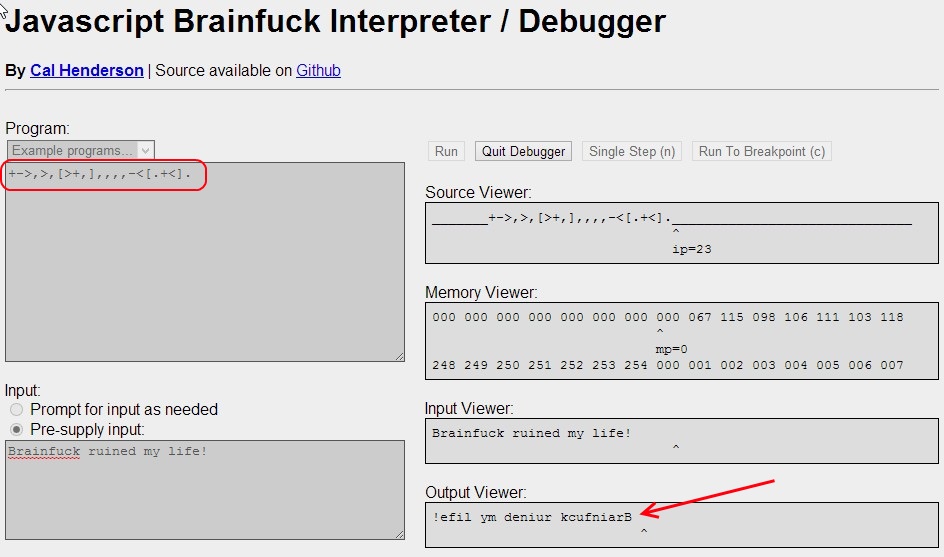 Javascript Brainfuck Interpreter / Debugger
By Cal Henderson | Source available on Github
Program:
Example programs...
+->,>,[>+,],,,,-<[.+<].
Input:
Prompt for input as needed
Pre-supply input:
Brainfuck ruined my life!
Run Quit Debugger Single Step (n) Run To Breakpoint (c)
Source Viewer:
_______+->,>,[>+,],,,,-<[.+<].______________________________
^
ip=23
Memory Viewer:
000 000 000 000 000 000 000 000 067 115 098 106 111 103 118
^
mp=0
248 249 250 251 252 253 254 000 001 002 003 004 005 006 007
Input Viewer:
Brainfuck ruined my life!
^
Output Viewer:
!efil ym deniur kcufniarB
^